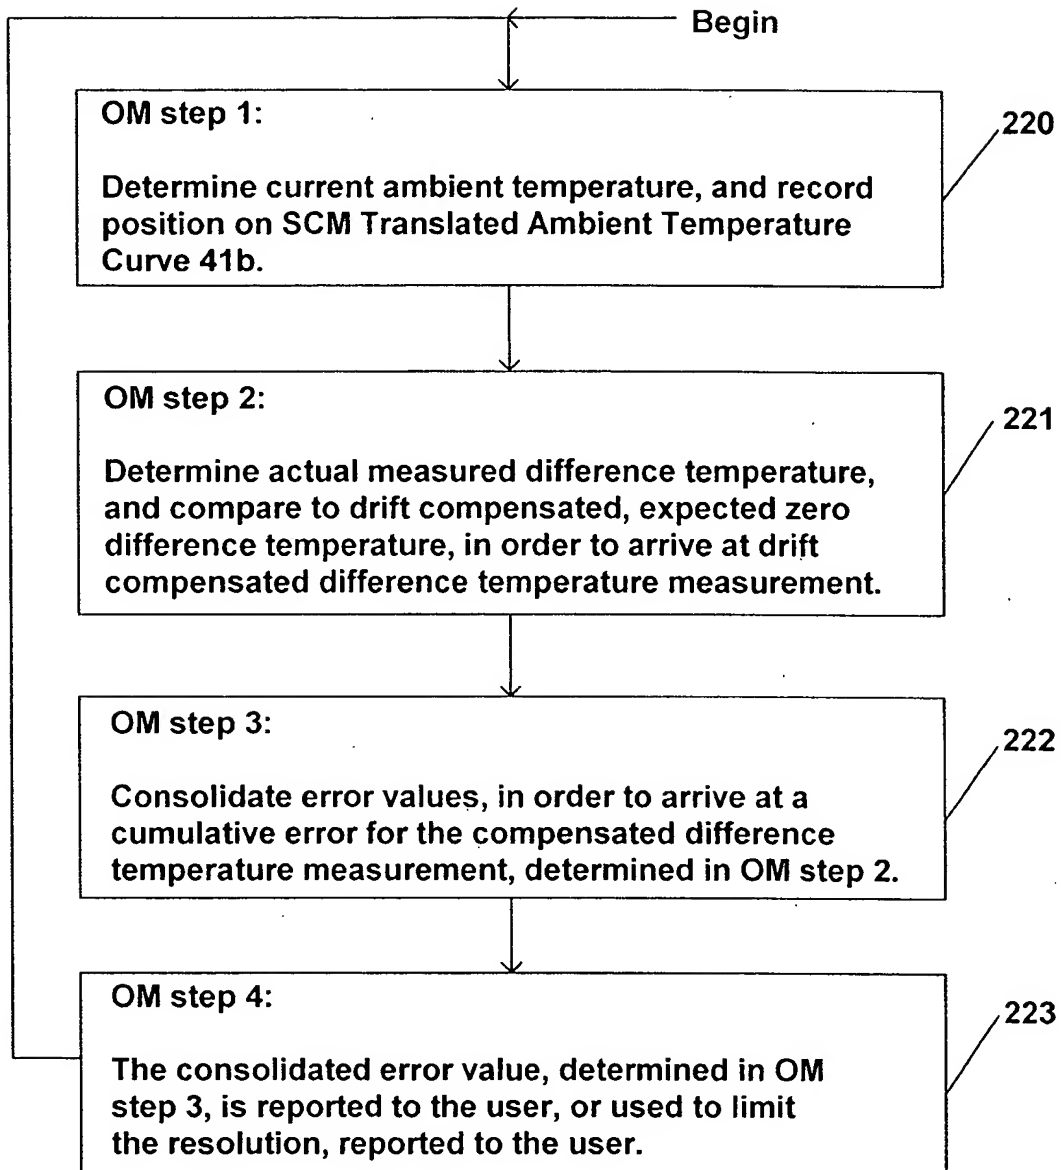 Begin
OM step 1:
220
Determine current ambient temperature, and record
position on SCM Translated Ambient Temperature
Curve 41b.
OM step 2:
221
Determine actual measured difference temperature,
and compare to drift compensated, expected zero
difference temperature, in order to arrive at drift
compensated difference temperature measurement.
OM step 3:
222
Consolidate error values, in order to arrive at a
cumulative error for the compensated difference
temperature measurement, determined in OM step 2.
OM step 4:
223
The consolidated error value, determined in OM
step 3, is reported to the user, or used to limit
the resolution, reported to the user.